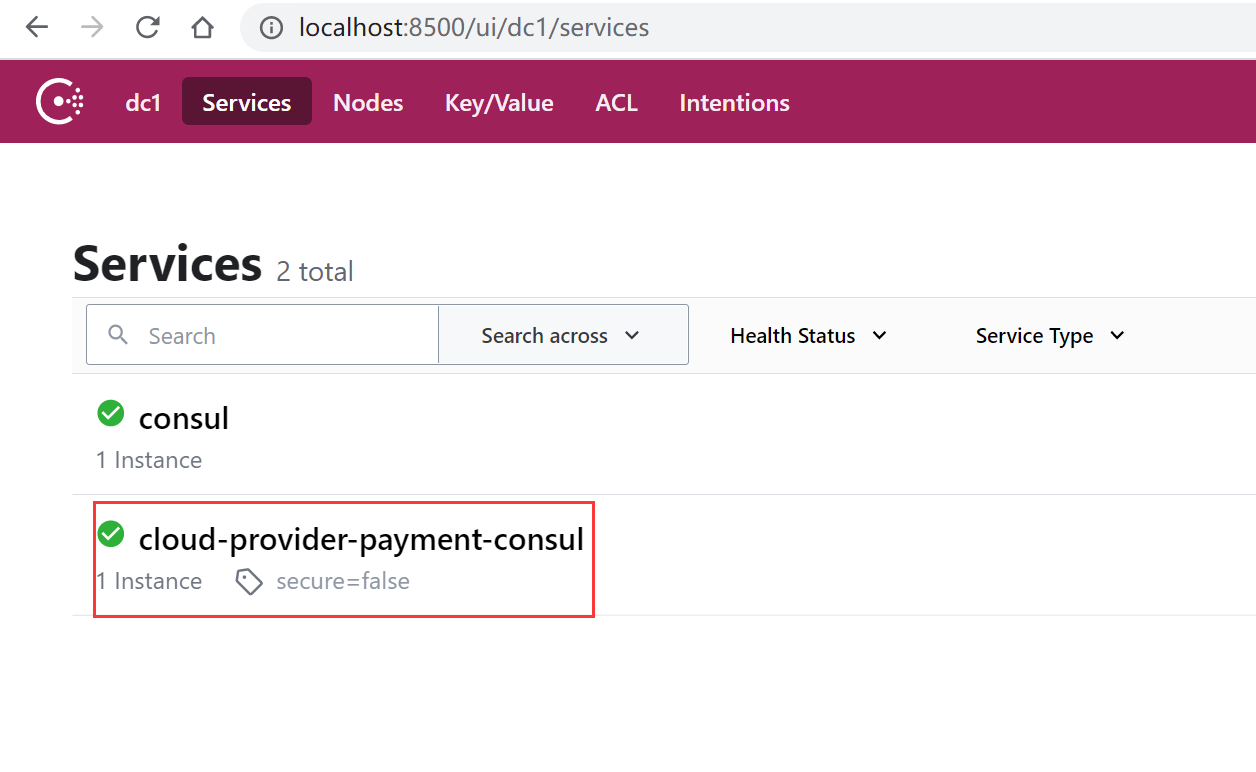 localhost:8500/ui/dc1/services
dc1 Services Nodes Key/Value ACL Intentions
Services 2 total
Search Search across Health Status Service Type
consul
1 Instance
cloud-provider-payment-consul
1 Instance secure=false